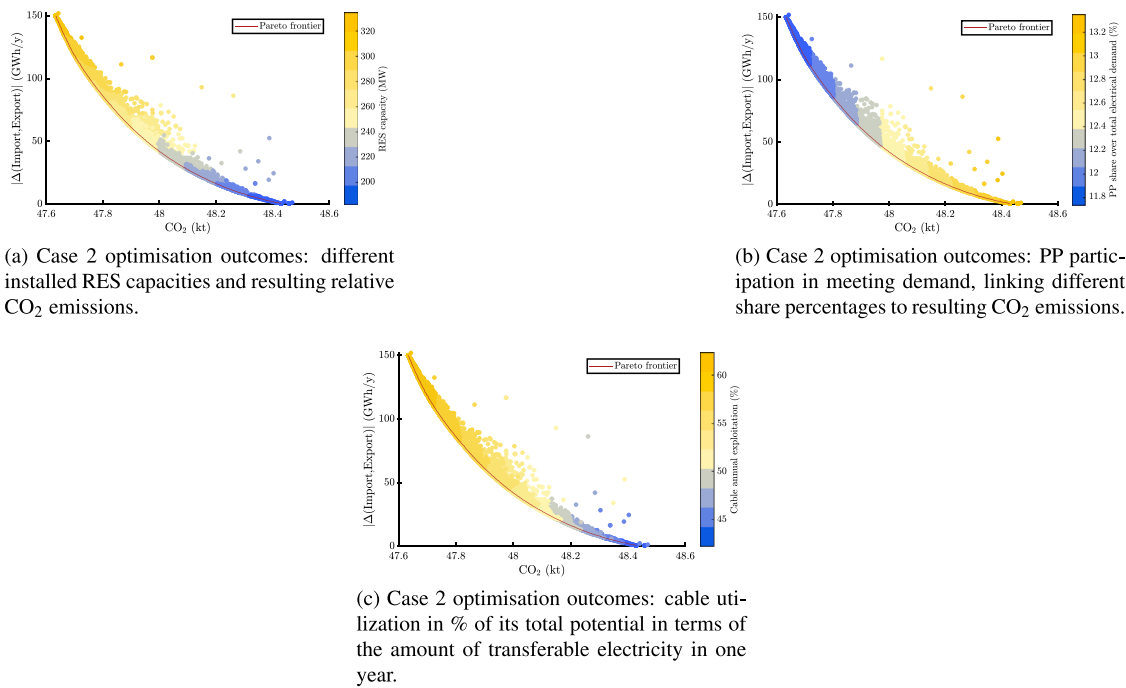 150
100
50
0
|Δ(Import,Export)| (GWh/y)
47.6
47.8
48
48.2
48.4
48.6
CO2 (kt)
Pareto frontier
320
300
280
260
240
220
200
RES capacity (MW)
(a) Case 2 optimisation outcomes: different
installed RES capacities and resulting relative
CO2 emissions.
150
100
50
0
|Δ(Import,Export)| (GWh/y)
47.6
47.8
48
48.2
48.4
48.6
CO2 (kt)
Pareto frontier
13.2
13
12.8
12.6
12.4
12.2
12
11.8
PP share over total electrical demand (%)
(b) Case 2 optimisation outcomes: PP partic-
ipation in meeting demand, linking different
share percentages to resulting CO2 emissions.
150
100
50
0
|Δ(Import,Export)| (GWh/y)
47.6
47.8
48
48.2
48.4
48.6
CO2 (kt)
Pareto frontier
60
55
50
45
Cable annual exploitation (%)
(c) Case 2 optimisation outcomes: cable uti-
lization in % of its total potential in terms of
the amount of transferable electricity in one
year.